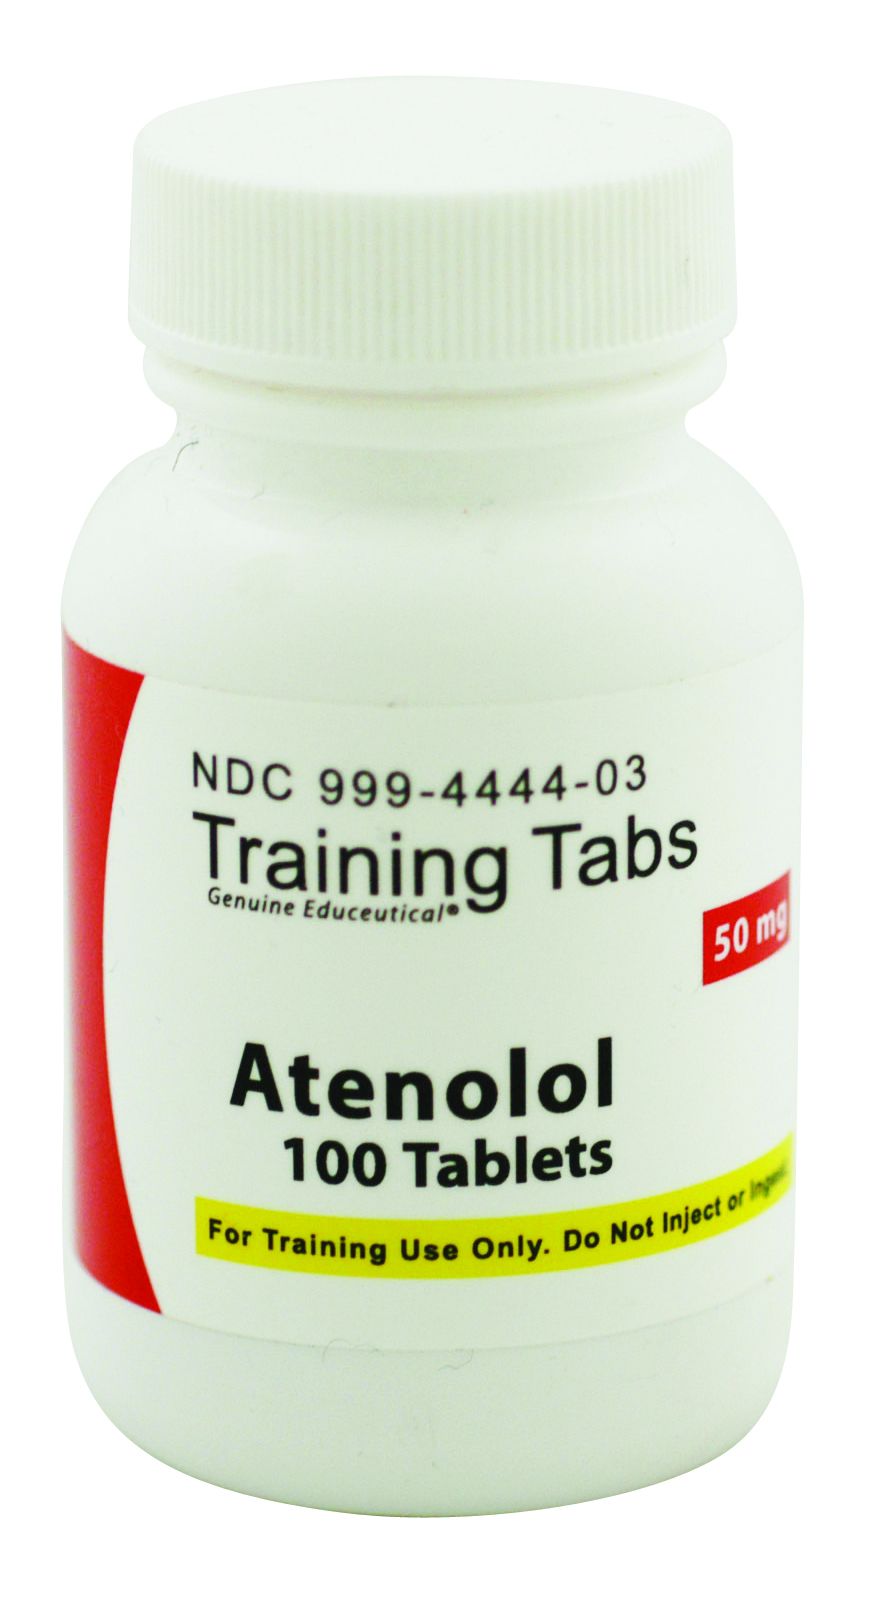 NDC 999-4444-03
Training Tabs
Genuine Educeutical®
50 mg
Atenolol
100 Tablets
For Training Use Only. Do Not Inject or